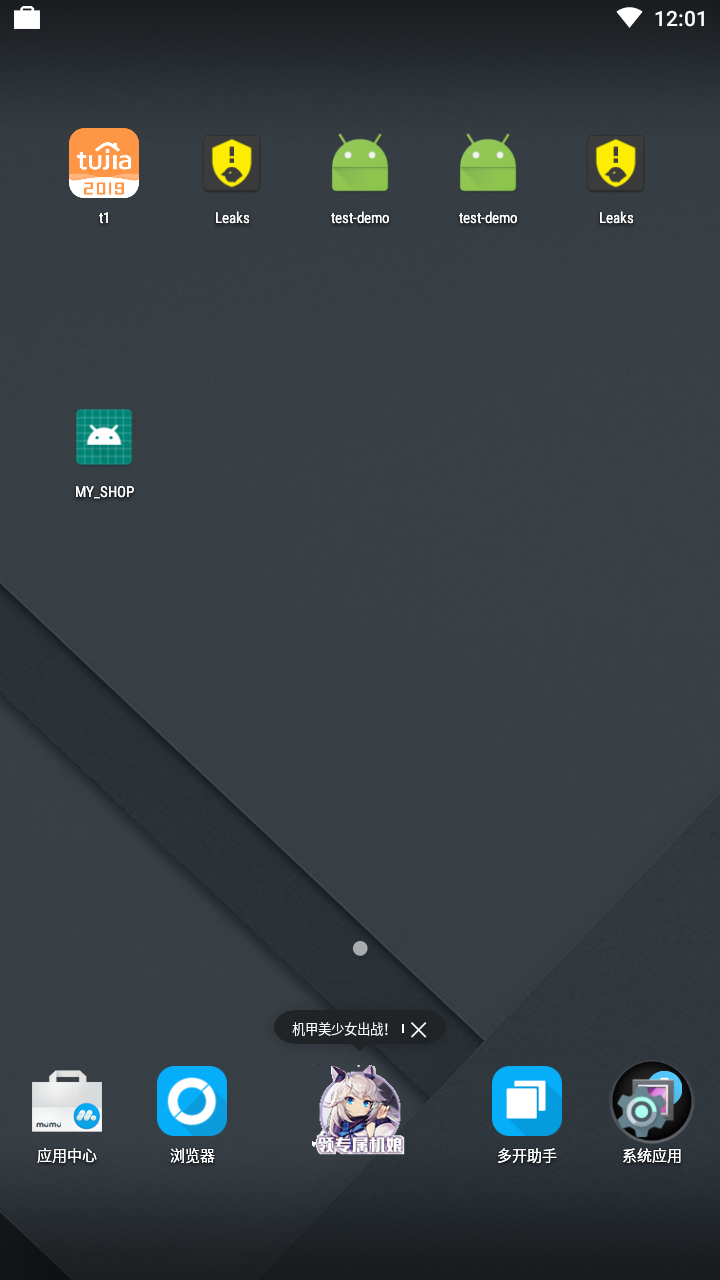 12:01
tujia
2019
t1
Leaks
test-demo
test-demo
Leaks
MY_SHOP
机甲美少女出战!
mumu
领专属机娘
应用中心
浏览器
多开助手
系统应用